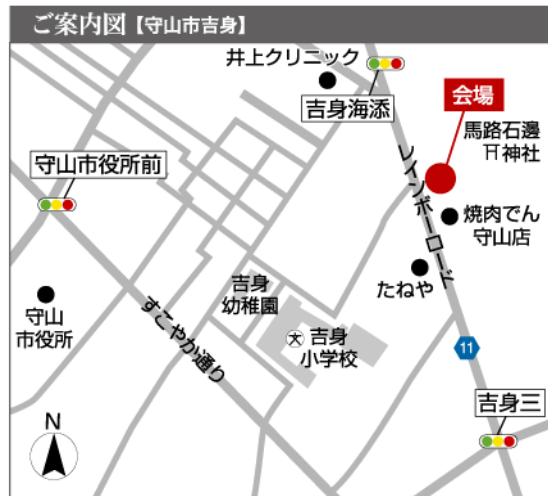 ご案内図【守山市吉身】
井上クリニック
吉身海添
会場
馬路石邊
神社
守山市役所前
レインボーロード
焼肉でん
守山店
たねや
吉身
幼稚園
守山
市役所
すこやか通り
文
吉身
小学校
11
吉身三
N